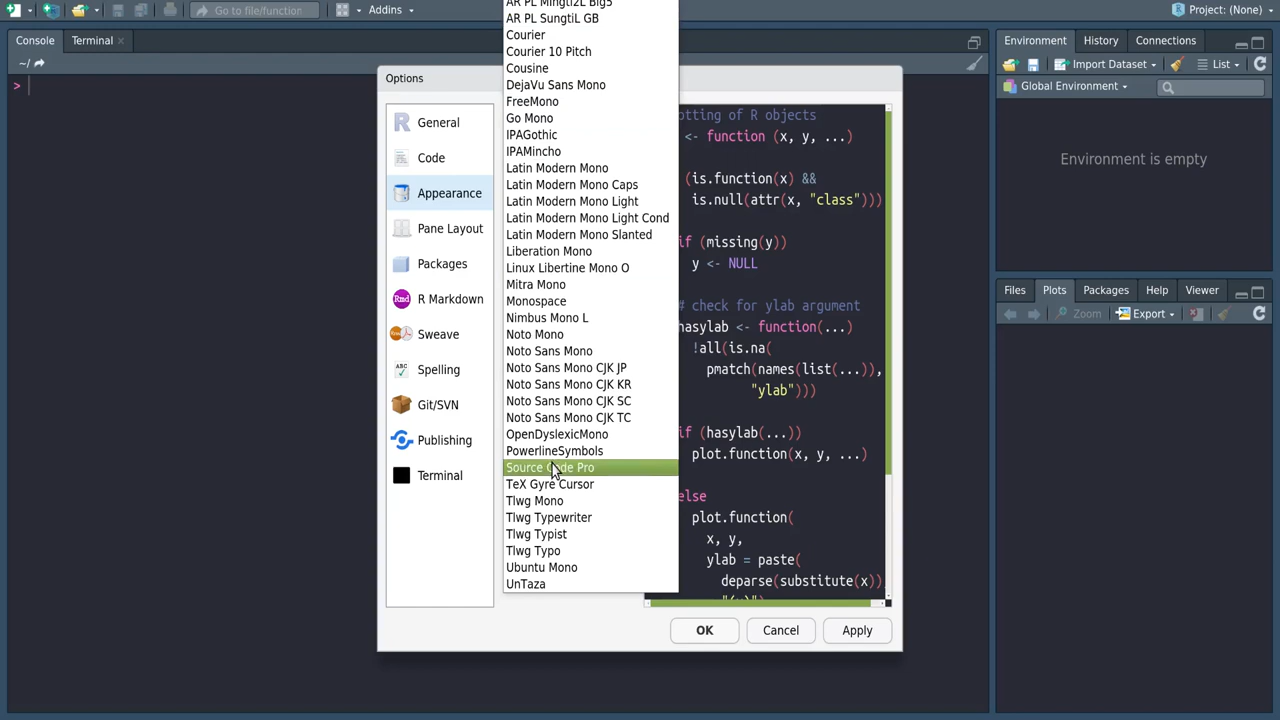 Go to file/function
Addins
Project: (None)
Console
Terminal
~/
>
Options
General
Code
Appearance
Pane Layout
Packages
R Markdown
Sweave
Spelling
Git/SVN
Publishing
Terminal
AR PL Mingti2L Big5
AR PL SungtiL GB
Courier
Courier 10 Pitch
Cousine
DejaVu Sans Mono
FreeMono
Go Mono
IPAGothic
IPAMincho
Latin Modern Mono
Latin Modern Mono Caps
Latin Modern Mono Light
Latin Modern Mono Light Cond
Latin Modern Mono Slanted
Liberation Mono
Linux Libertine Mono O
Mitra Mono
Monospace
Nimbus Mono L
Noto Mono
Noto Sans Mono
Noto Sans Mono CJK JP
Noto Sans Mono CJK KR
Noto Sans Mono CJK SC
Noto Sans Mono CJK TC
OpenDyslexicMono
PowerlineSymbols
Source Code Pro
TeX Gyre Cursor
Tlwg Mono
Tlwg Typewriter
Tlwg Typist
Tlwg Typo
Ubuntu Mono
UnTaza
otting of R objects
<- function (x, y, ...)
(is.function(x) &&
is.null(attr(x, "class")))
if (missing(y))
y <- NULL
# check for ylab argument
hasylab <- function(...)
!all(is.na(
pmatch(names(list(...)),
"ylab")))
if (hasylab(...))
plot.function(x, y, ...)
else
plot.function(
x, y,
ylab = paste(
deparse(substitute(x))
OK
Cancel
Apply
Environment
History
Connections
Import Dataset
List
Global Environment
Environment is empty
Files
Plots
Packages
Help
Viewer
Zoom
Export